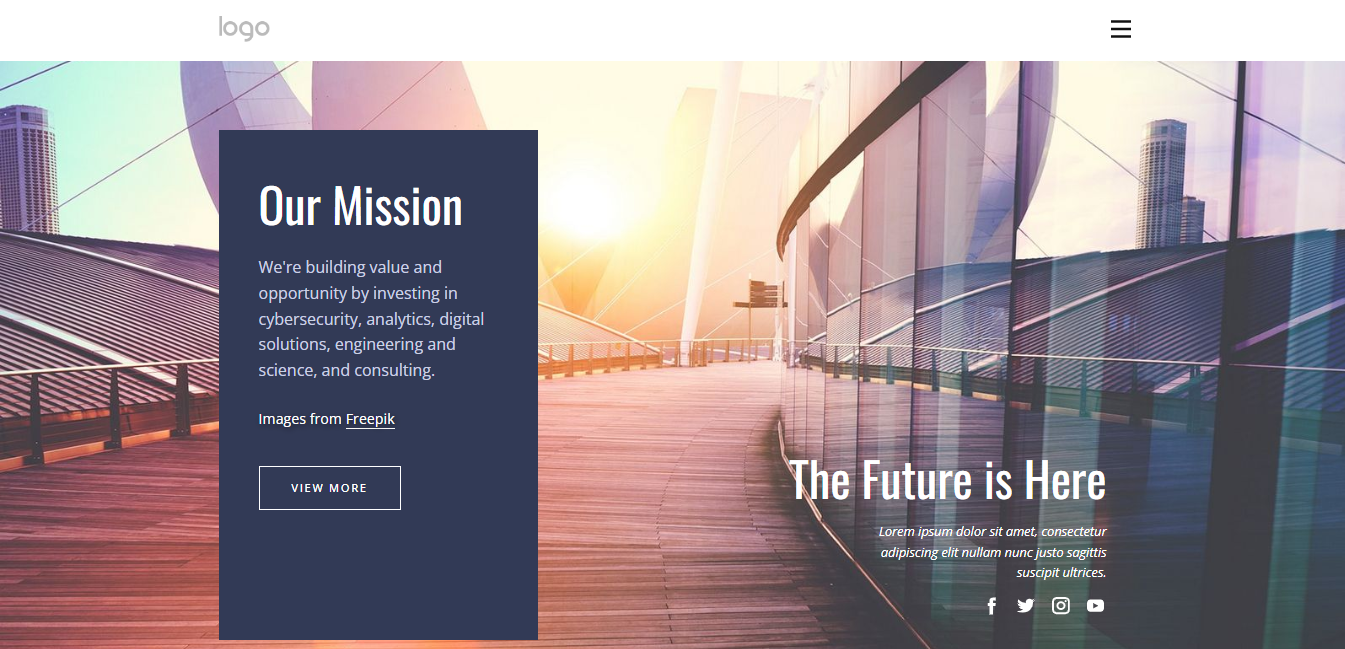 logo
Our Mission
We're building value and
opportunity by investing in
cybersecurity, analytics, digital
solutions, engineering and
science, and consulting.
Images from Freepik
VIEW MORE
The Future is Here
Lorem ipsum dolor sit amet, consectetur
adipiscing elit nullam nunc justo sagittis
suscipit ultrices.